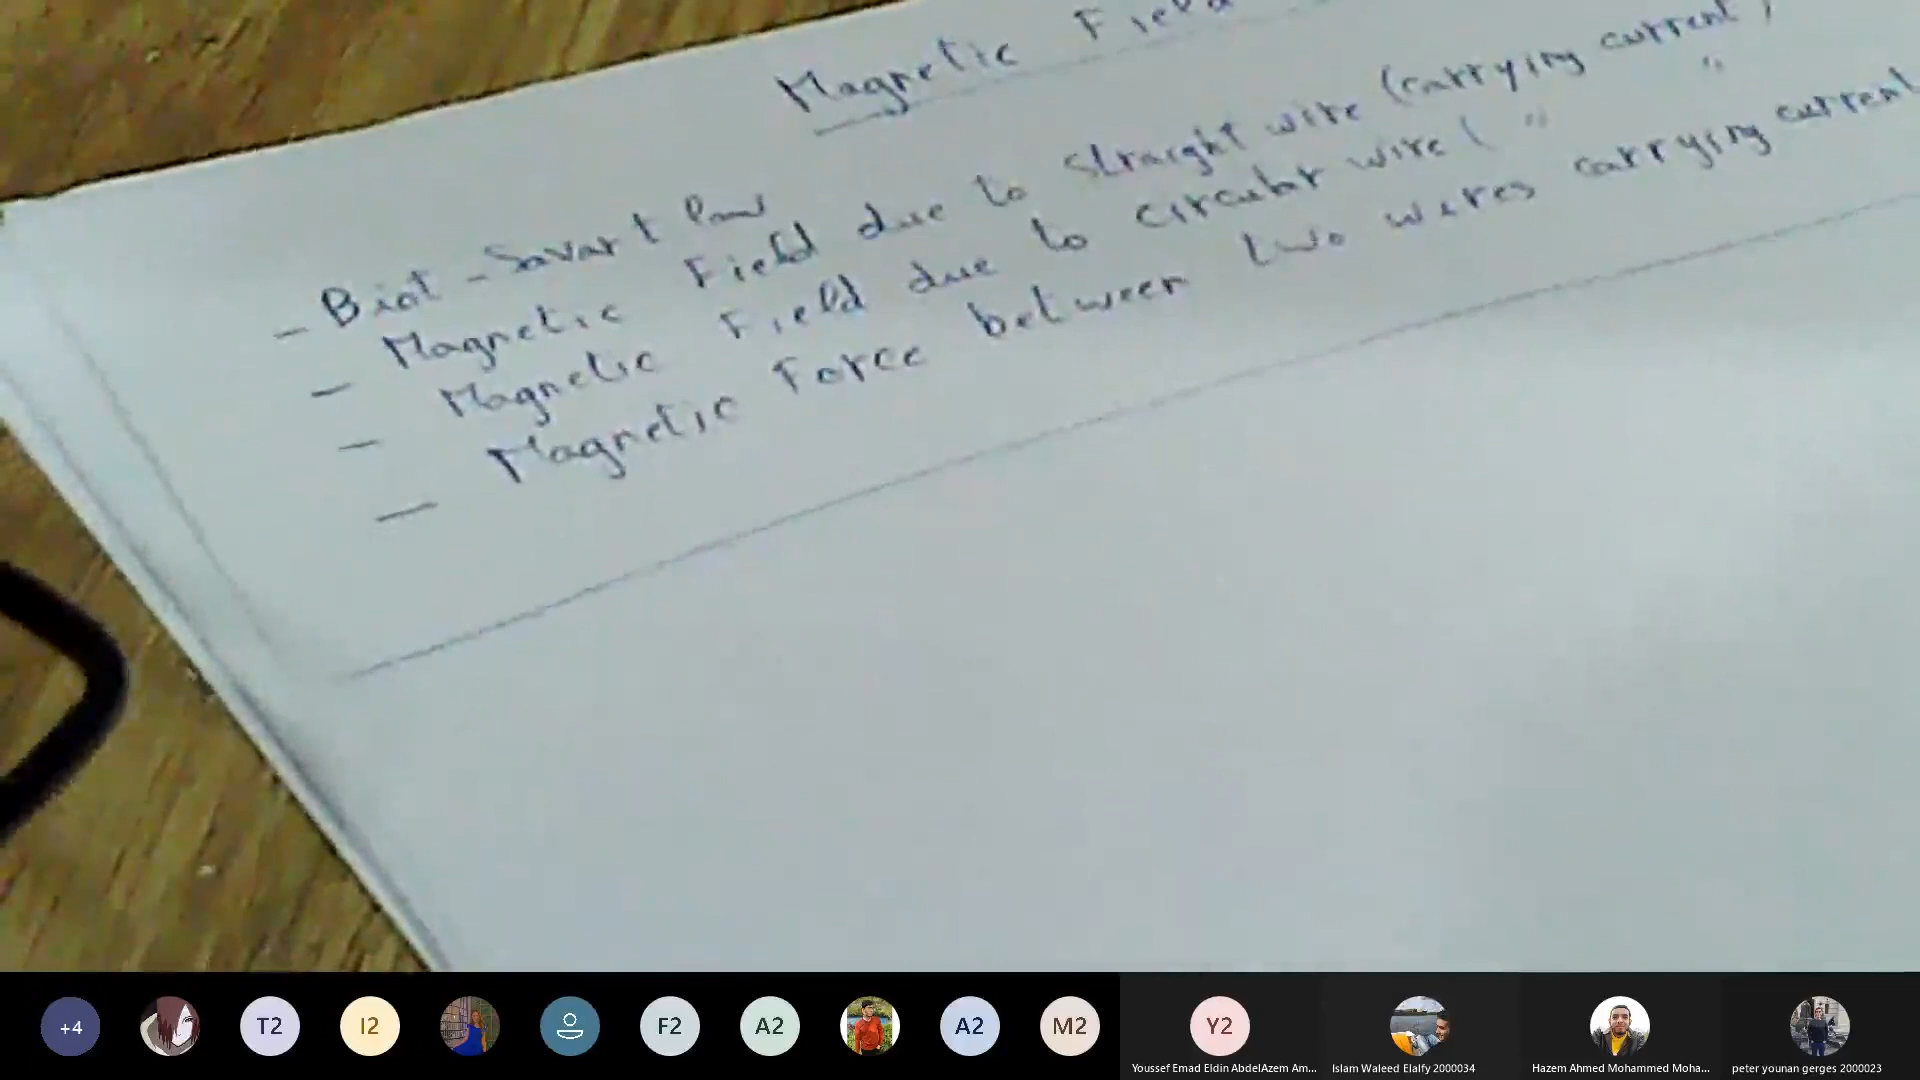 Magnetic Field
- Biot - Savart law
- Magnetic Field due to straight wire (carrying current)
- Magnetic Field due to circular wire ( " "
- Magnetic Force between two wires carrying current
+4
T2
I2
F2
A2
A2
M2
Y2
Youssef Emad Eldin AbdelAzem Am...
Islam Waleed Elalfy 2000034
Hazem Ahmed Mohammed Moha...
peter younan gerges 2000023